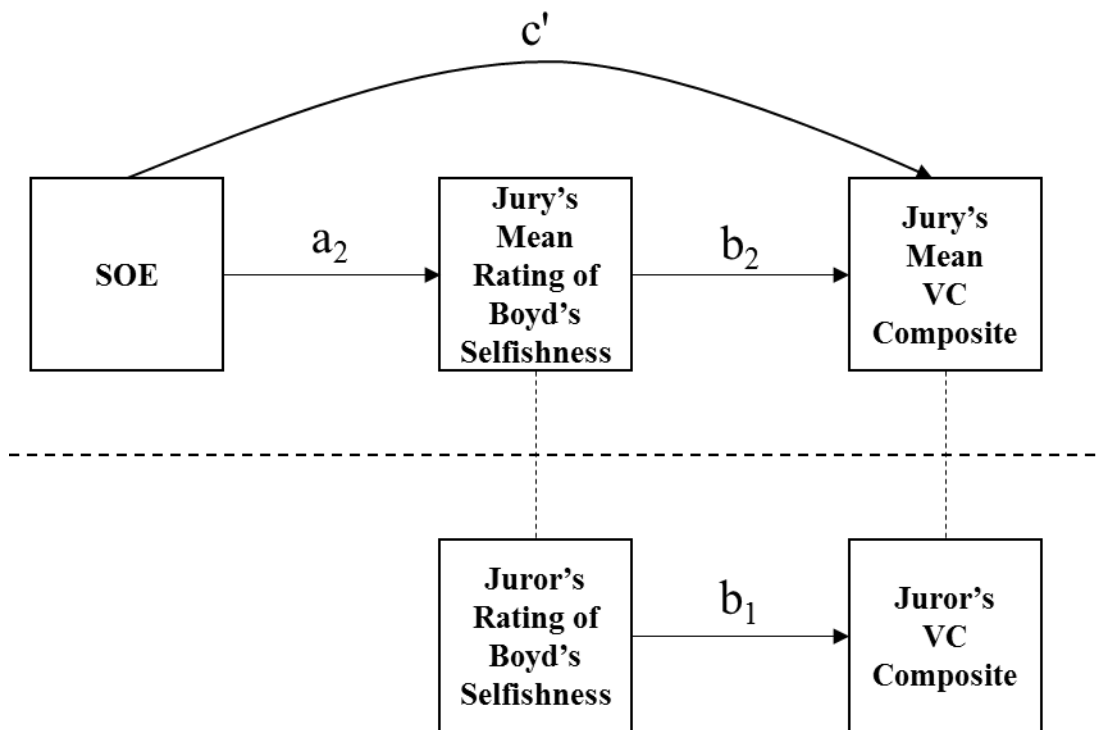 c'
SOE
a₂
Jury’s
Mean
Rating of
Boyd’s
Selfishness
b₂
Jury’s
Mean
VC
Composite
Juror’s
Rating of
Boyd’s
Selfishness
b₁
Juror’s
VC
Composite